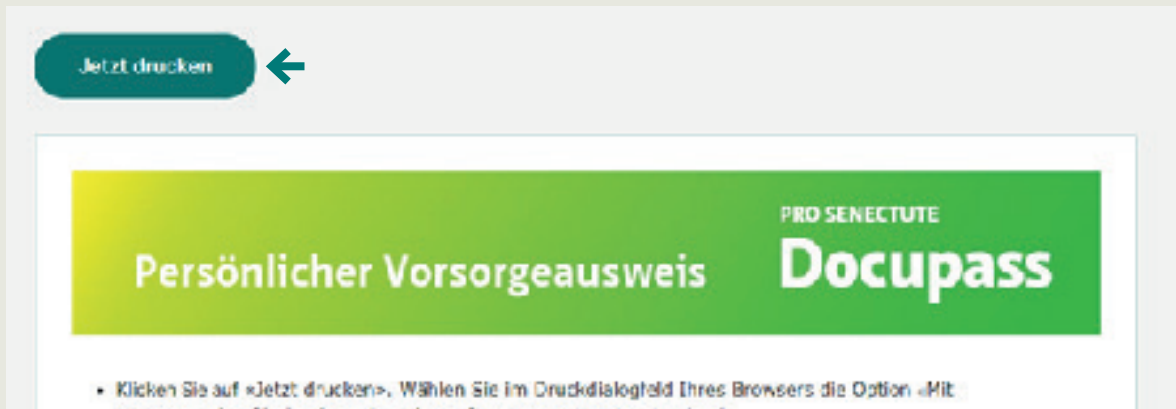 Jetzt drucken
PRO SENECTUTE
Persönlicher Vorsorgeausweis Docupass
• Klicken Sie auf «Jetzt drucken». Wählen Sie im Druckdialogfeld Ihres Browsers die Option «Mit